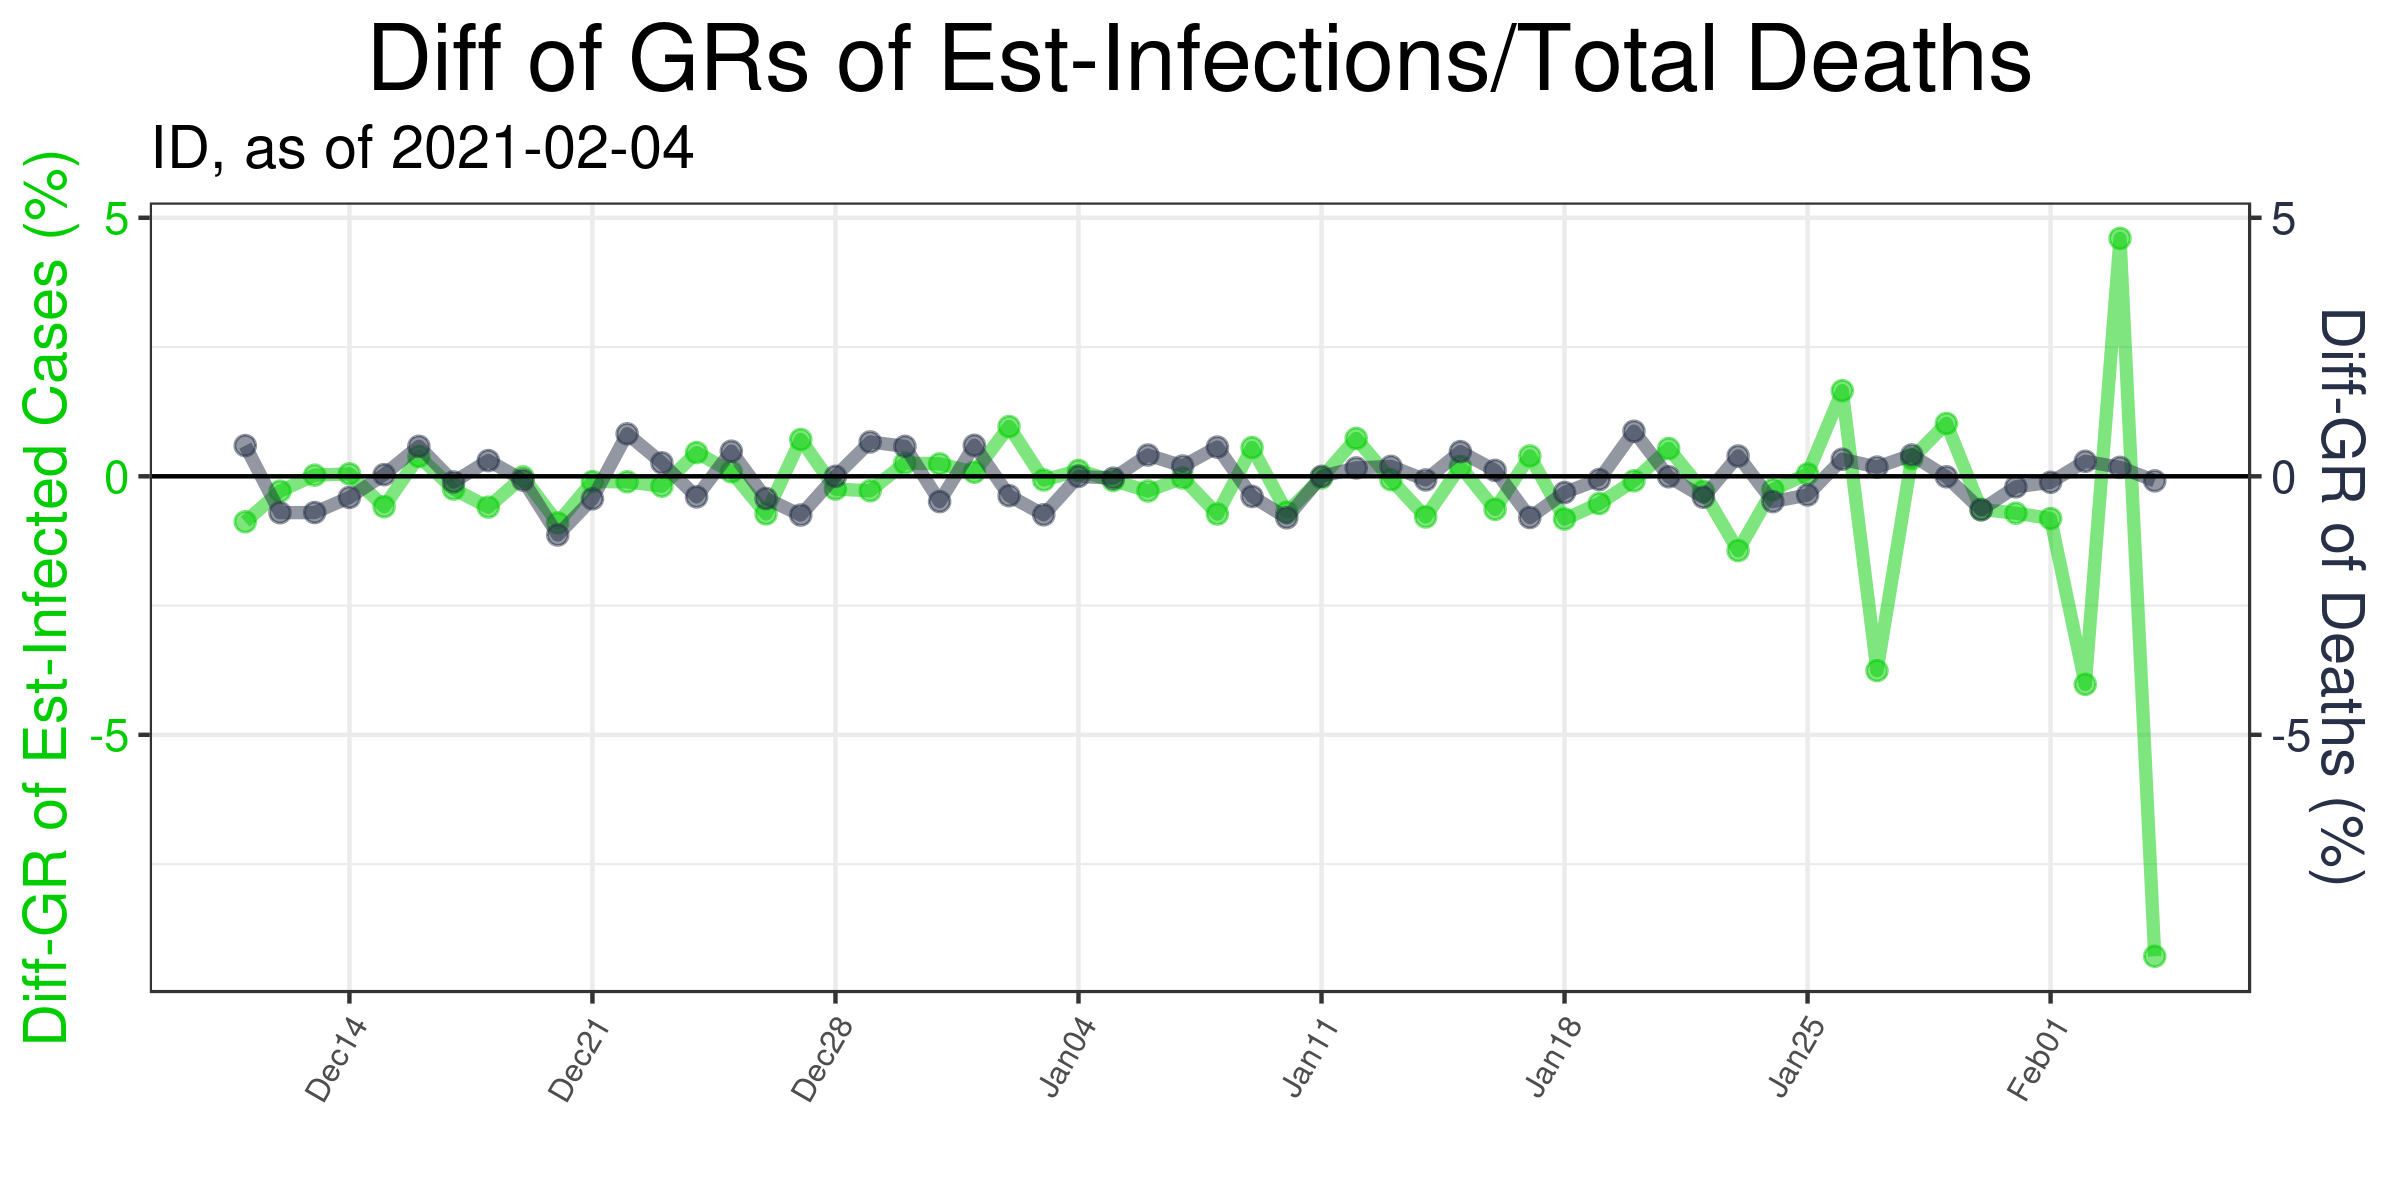 Diff of GRs of Est-Infections/Total Deaths
ID, as of 2021-02-04
Diff-GR of Est-Infected Cases (%)
5
0
-5
5
0
-5
Diff-GR of Deaths (%)
Dec14
Dec21
Dec28
Jan04
Jan11
Jan18
Jan25
Feb01